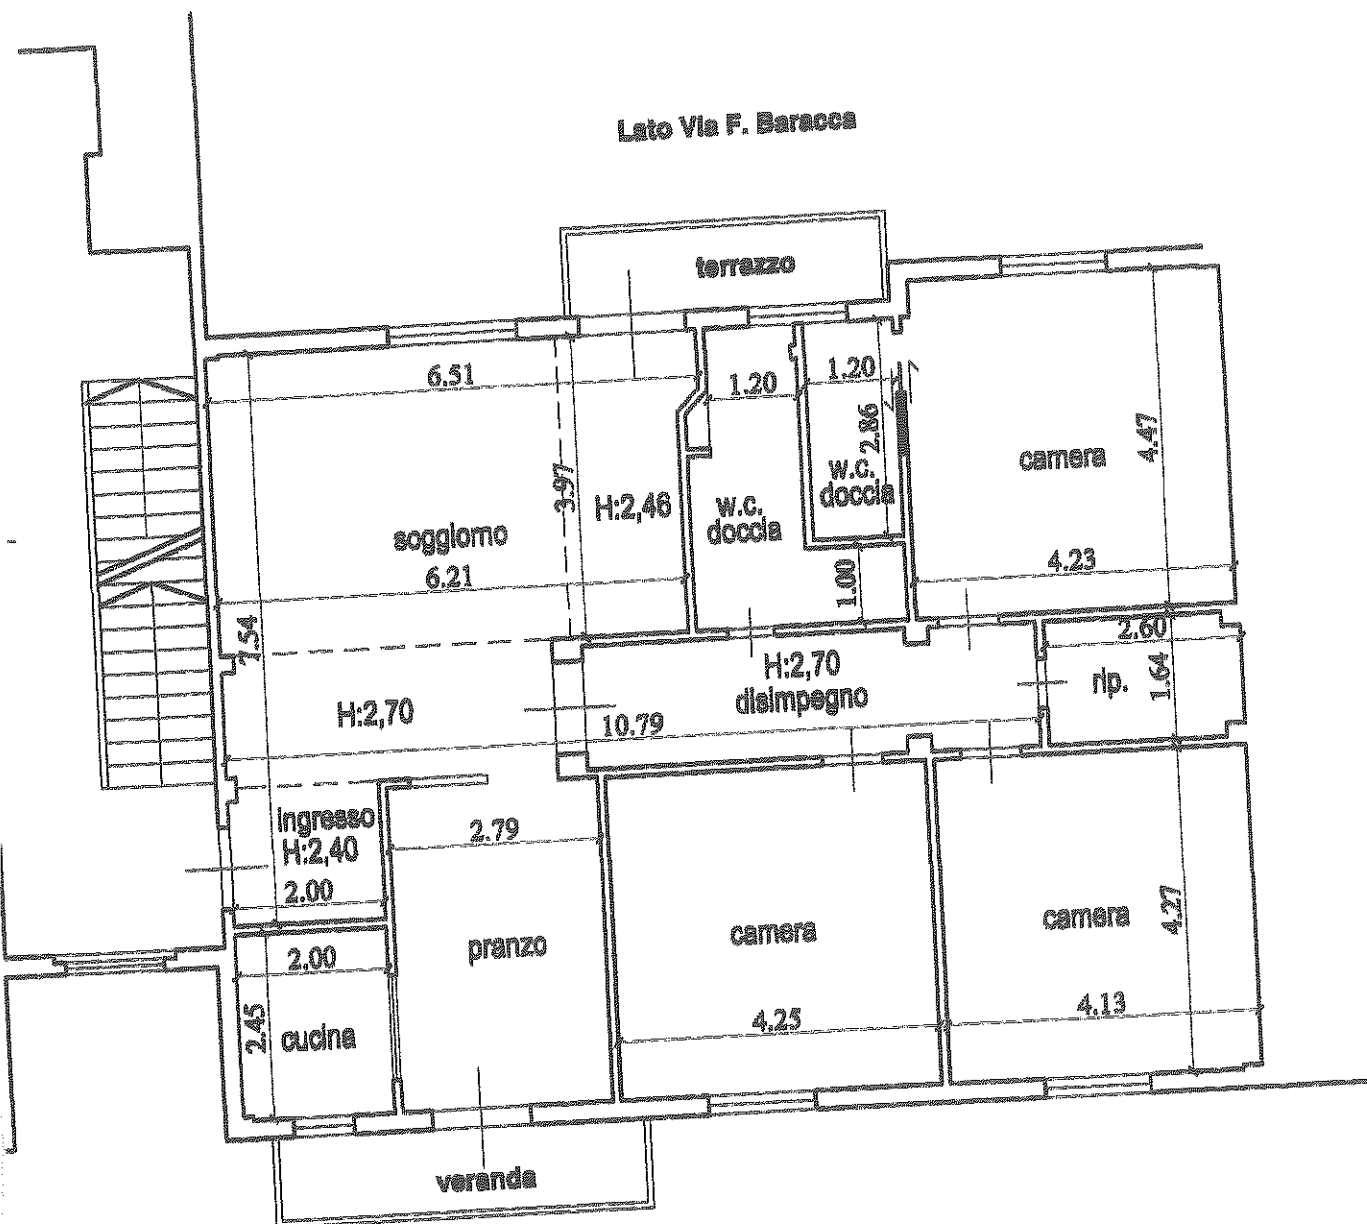 Lato Via F. Baracca
terrazzo
6.51
1.20
1.20
2.86
4.47
camera
3.97
H:2,46
w.c.
doccia
w.c.
doccia
soggiorno
6.21
4.23
1.00
7.54
2.60
H:2,70
disimpegno
rip.
1.64
H:2,70
10.79
ingresso
H:2,40
2.79
2.00
pranzo
camera
camera
4.27
2.00
2.45
cucina
4.25
4.13
veranda